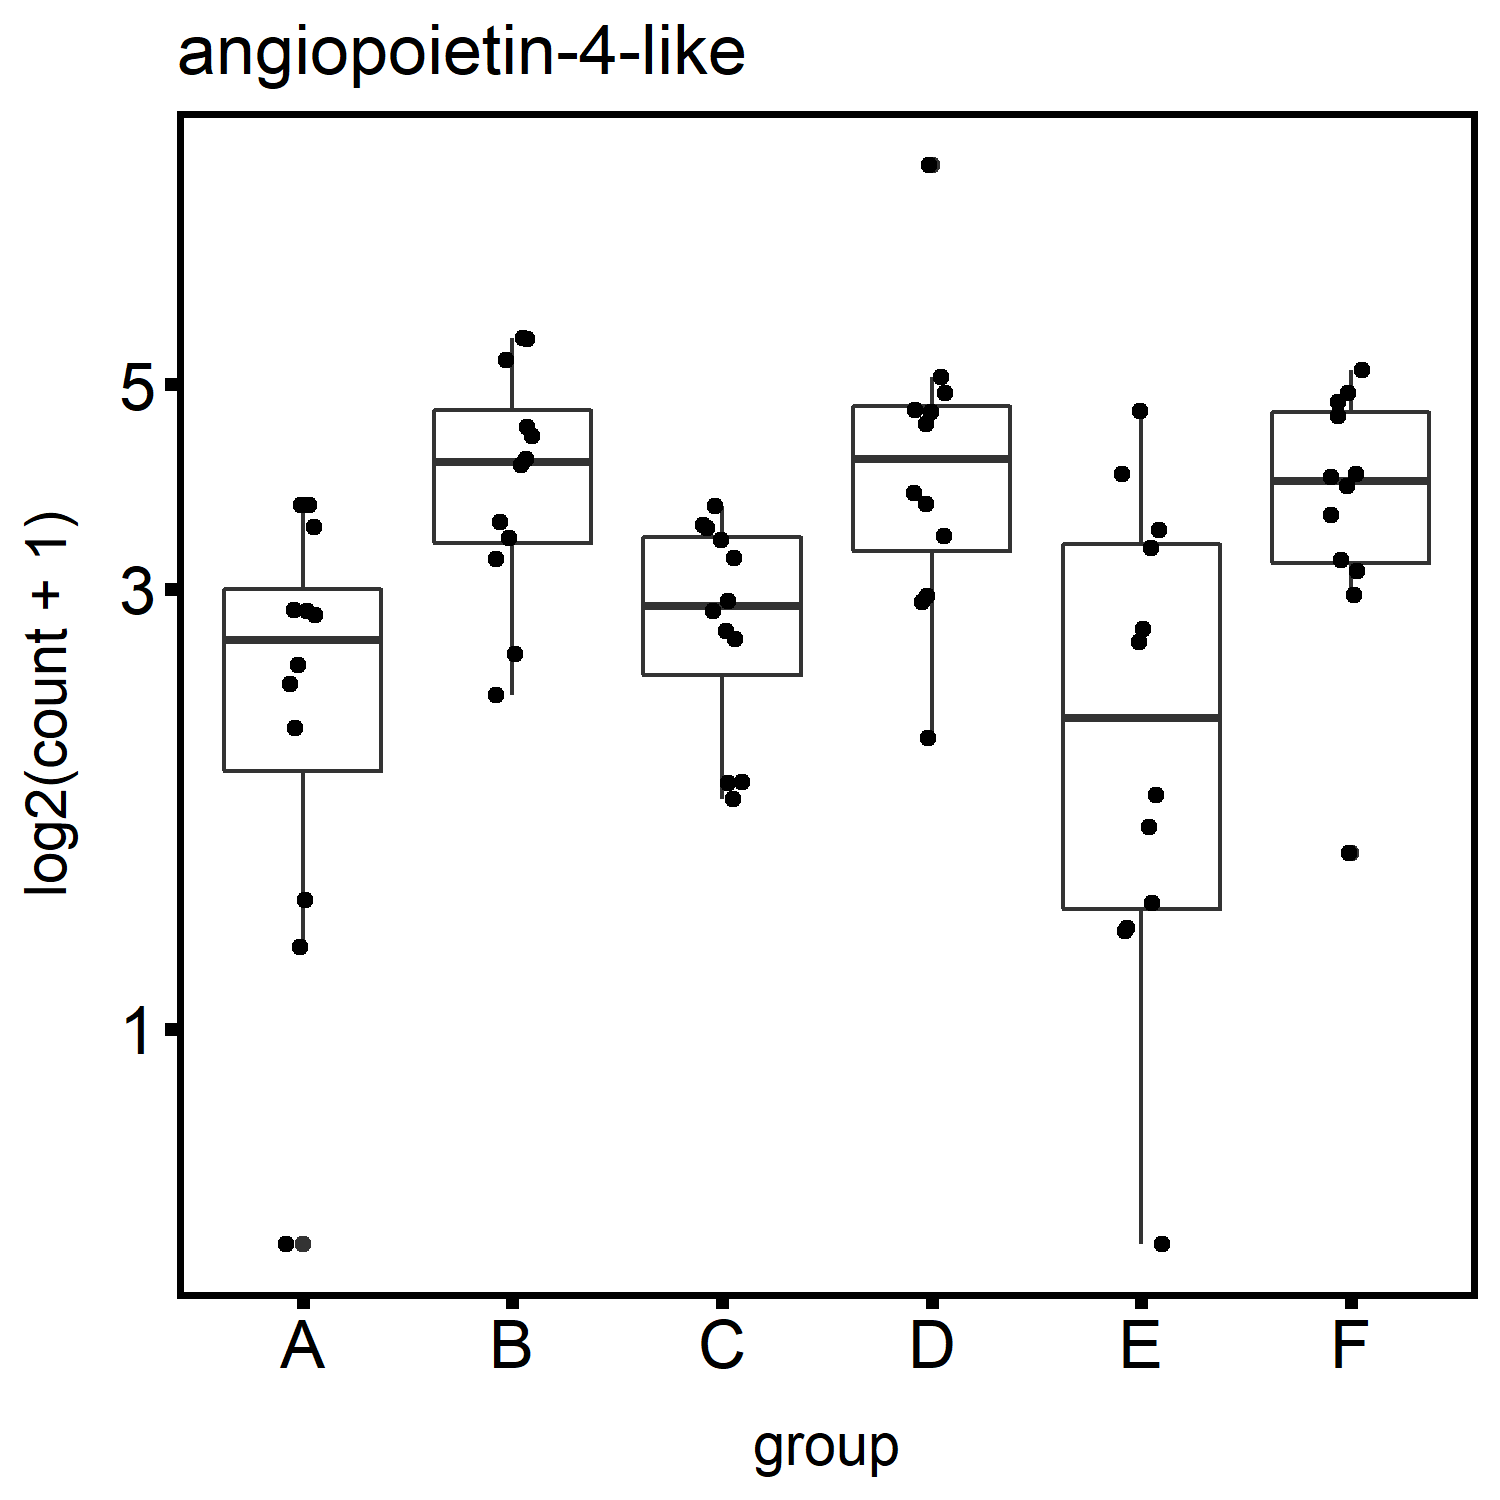 angiopoietin-4-like
log2(count + 1)
5
3
1
A B C D E F
group